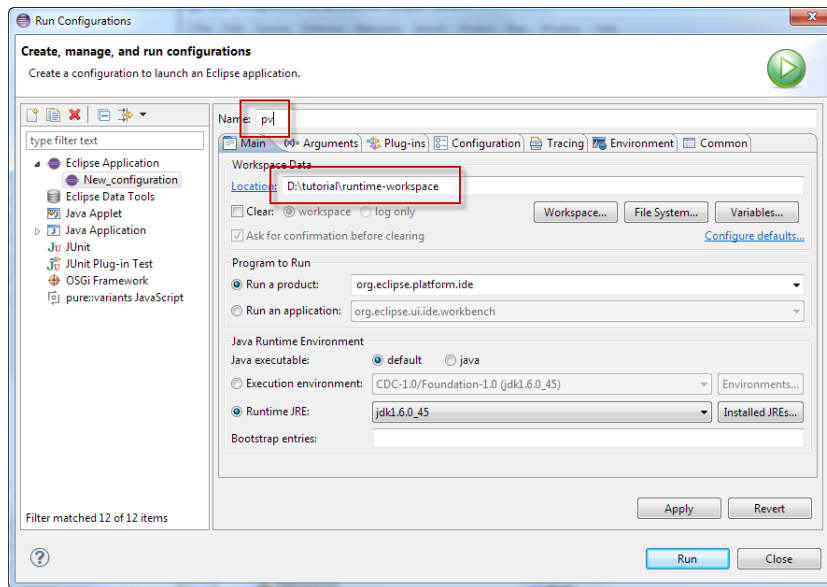 Run Configurations
Create, manage, and run configurations
Create a configuration to launch an Eclipse application.
type filter text
Eclipse Application
New_configuration
Eclipse Data Tools
Java Applet
Java Application
JUnit
JUnit Plug-in Test
OSGi Framework
pure::variants JavaScript
Filter matched 12 of 12 items
Name: pv
Main (x)= Arguments Plug-ins Configuration Tracing Environment Common
Workspace Data
Location: D:\tutorial\runtime-workspace
Clear: workspace log only Workspace... File System... Variables...
Ask for confirmation before clearing Configure defaults...
Program to Run
Run a product: org.eclipse.platform.ide
Run an application: org.eclipse.ui.ide.workbench
Java Runtime Environment
Java executable: default java
Execution environment: CDC-1.0/Foundation-1.0 (jdk1.6.0_45) Environments...
Runtime JRE: jdk1.6.0_45 Installed JREs...
Bootstrap entries:
Apply Revert
Run Close